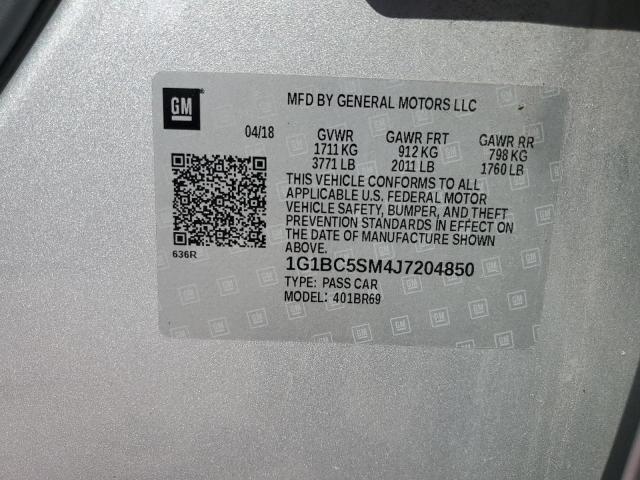 GM
MFD BY GENERAL MOTORS LLC
04/18 GVWR GAWR FRT GAWR RR
1711 KG 912 KG 798 KG
3771 LB 2011 LB 1760 LB
THIS VEHICLE CONFORMS TO ALL
APPLICABLE U.S. FEDERAL MOTOR
VEHICLE SAFETY, BUMPER, AND THEFT
PREVENTION STANDARDS IN EFFECT ON
THE DATE OF MANUFACTURE SHOWN
ABOVE.
636R
1G1BC5SM4J7204850
TYPE: PASS CAR
MODEL: 401BR69